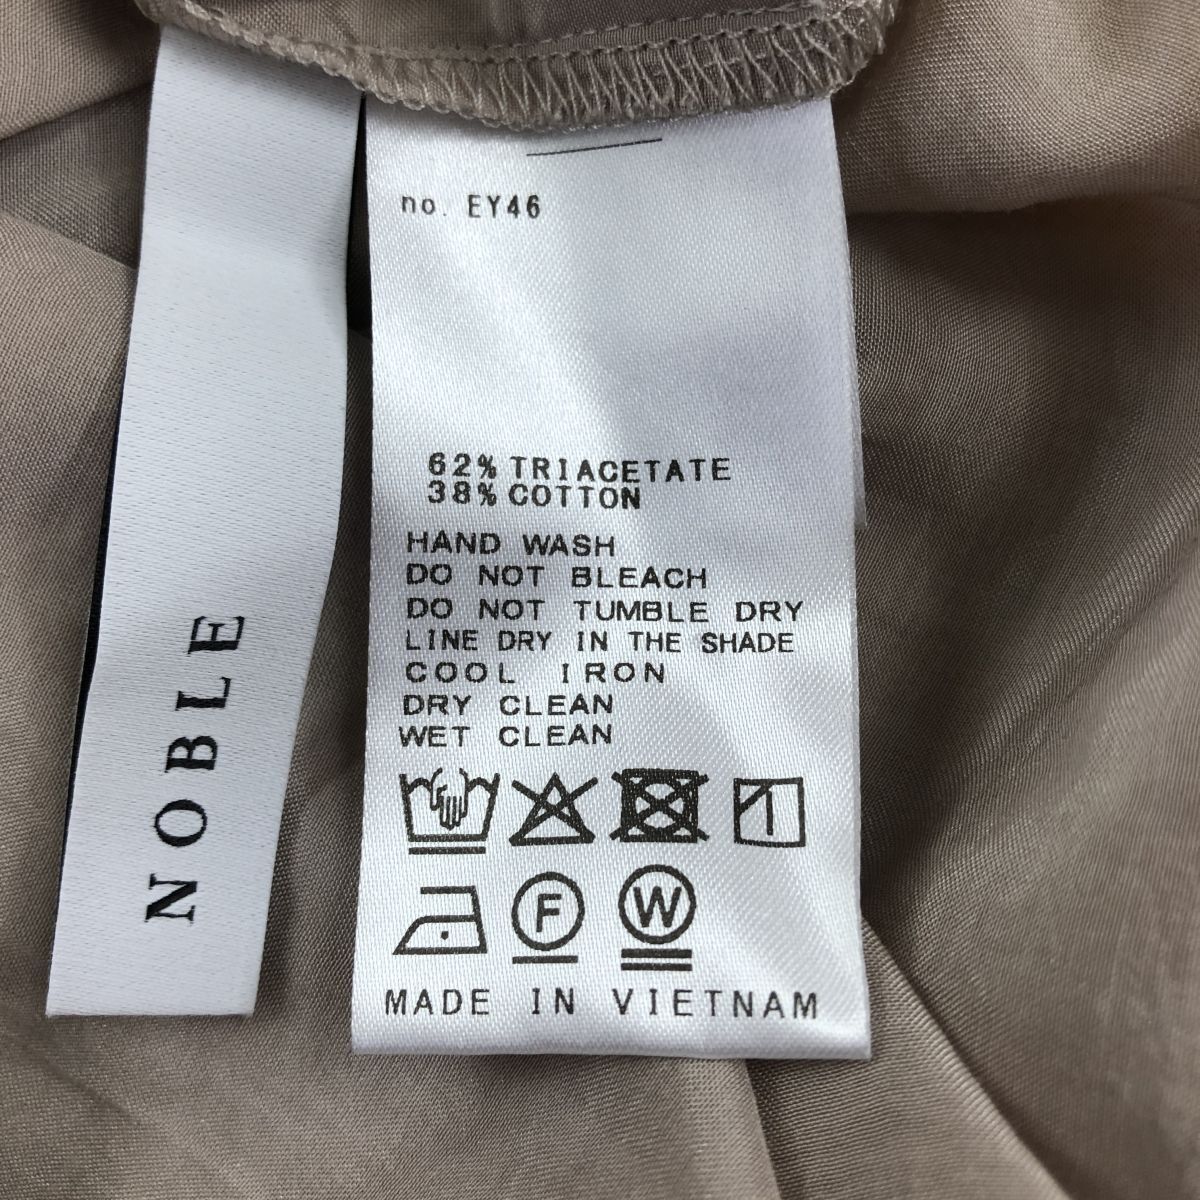 NOBLE
no. EY46
62% TRIACETATE
38% COTTON
HAND WASH
DO NOT BLEACH
DO NOT TUMBLE DRY
LINE DRY IN THE SHADE
COOL IRON
DRY CLEAN
WET CLEAN
F W
MADE IN VIETNAM